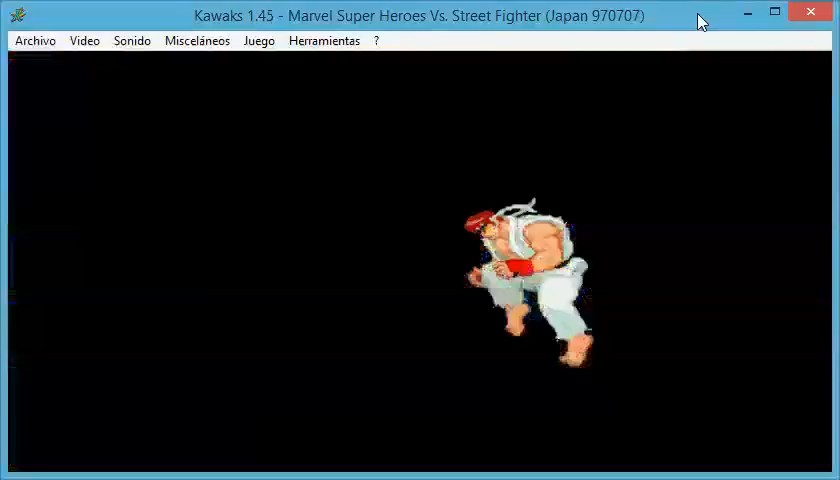 Kawaks 1.45 - Marvel Super Heroes Vs. Street Fighter (Japan 970707)
Archivo Video Sonido Misceláneos Juego Herramientas ?